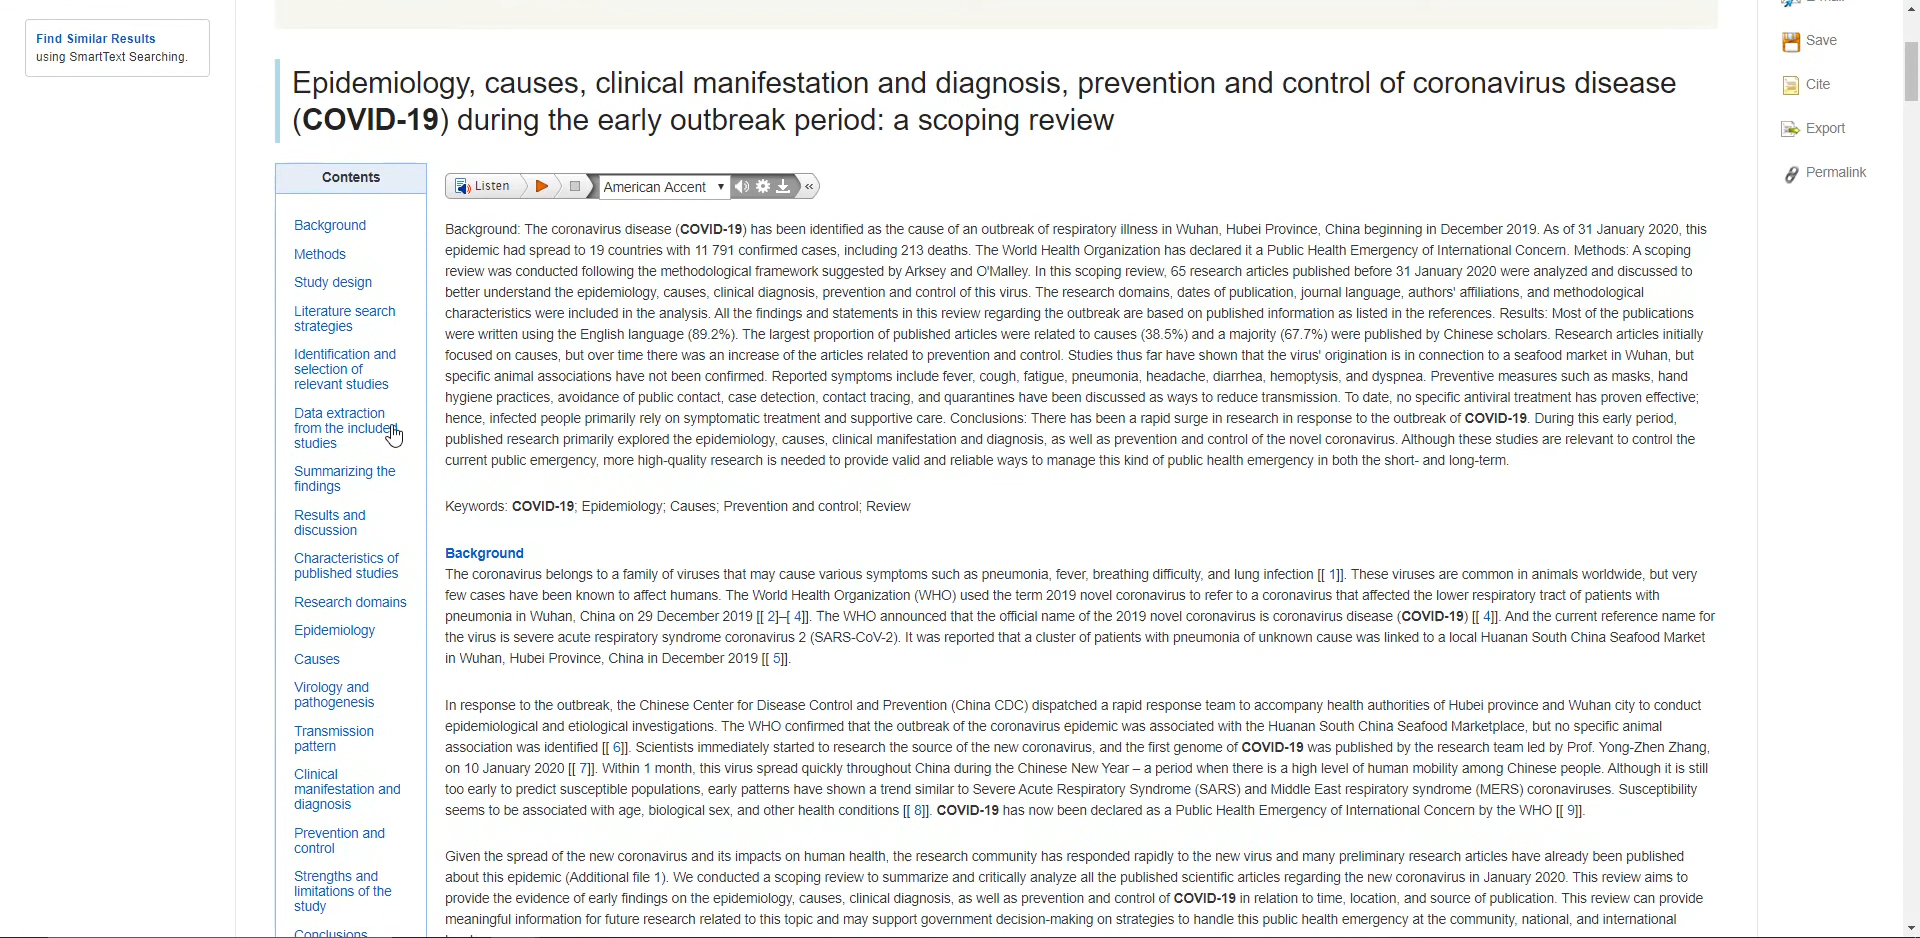 Find Similar Results
using SmartText Searching.
Save
Cite
Export
Permalink
Epidemiology, causes, clinical manifestation and diagnosis, prevention and control of coronavirus disease
(COVID-19) during the early outbreak period: a scoping review
Contents
Background
Methods
Study design
Literature search
strategies
Identification and
selection of
relevant studies
Data extraction
from the included
studies
Summarizing the
findings
Results and
discussion
Characteristics of
published studies
Research domains
Epidemiology
Causes
Virology and
pathogenesis
Transmission
pattern
Clinical
manifestation and
diagnosis
Prevention and
control
Strengths and
limitations of the
study
Conclusions
Listen
American Accent
Background: The coronavirus disease (COVID-19) has been identified as the cause of an outbreak of respiratory illness in Wuhan, Hubei Province, China beginning in December 2019. As of 31 January 2020, this
epidemic had spread to 19 countries with 11 791 confirmed cases, including 213 deaths. The World Health Organization has declared it a Public Health Emergency of International Concern. Methods: A scoping
review was conducted following the methodological framework suggested by Arksey and O'Malley. In this scoping review, 65 research articles published before 31 January 2020 were analyzed and discussed to
better understand the epidemiology, causes, clinical diagnosis, prevention and control of this virus. The research domains, dates of publication, journal language, authors' affiliations, and methodological
characteristics were included in the analysis. All the findings and statements in this review regarding the outbreak are based on published information as listed in the references. Results: Most of the publications
were written using the English language (89.2%). The largest proportion of published articles were related to causes (38.5%) and a majority (67.7%) were published by Chinese scholars. Research articles initially
focused on causes, but over time there was an increase of the articles related to prevention and control. Studies thus far have shown that the virus' origination is in connection to a seafood market in Wuhan, but
specific animal associations have not been confirmed. Reported symptoms include fever, cough, fatigue, pneumonia, headache, diarrhea, hemoptysis, and dyspnea. Preventive measures such as masks, hand
hygiene practices, avoidance of public contact, case detection, contact tracing, and quarantines have been discussed as ways to reduce transmission. To date, no specific antiviral treatment has proven effective;
hence, infected people primarily rely on symptomatic treatment and supportive care. Conclusions: There has been a rapid surge in research in response to the outbreak of COVID-19. During this early period,
published research primarily explored the epidemiology, causes, clinical manifestation and diagnosis, as well as prevention and control of the novel coronavirus. Although these studies are relevant to control the
current public emergency, more high-quality research is needed to provide valid and reliable ways to manage this kind of public health emergency in both the short- and long-term.
Keywords: COVID-19; Epidemiology; Causes; Prevention and control; Review
Background
The coronavirus belongs to a family of viruses that may cause various symptoms such as pneumonia, fever, breathing difficulty, and lung infection [[ 1]]. These viruses are common in animals worldwide, but very
few cases have been known to affect humans. The World Health Organization (WHO) used the term 2019 novel coronavirus to refer to a coronavirus that affected the lower respiratory tract of patients with
pneumonia in Wuhan, China on 29 December 2019 [[ 2]–[ 4]]. The WHO announced that the official name of the 2019 novel coronavirus is coronavirus disease (COVID-19) [[ 4]]. And the current reference name for
the virus is severe acute respiratory syndrome coronavirus 2 (SARS-CoV-2). It was reported that a cluster of patients with pneumonia of unknown cause was linked to a local Huanan South China Seafood Market
in Wuhan, Hubei Province, China in December 2019 [[ 5]].
In response to the outbreak, the Chinese Center for Disease Control and Prevention (China CDC) dispatched a rapid response team to accompany health authorities of Hubei province and Wuhan city to conduct
epidemiological and etiological investigations. The WHO confirmed that the outbreak of the coronavirus epidemic was associated with the Huanan South China Seafood Marketplace, but no specific animal
association was identified [[ 6]]. Scientists immediately started to research the source of the new coronavirus, and the first genome of COVID-19 was published by the research team led by Prof. Yong-Zhen Zhang,
on 10 January 2020 [[ 7]]. Within 1 month, this virus spread quickly throughout China during the Chinese New Year – a period when there is a high level of human mobility among Chinese people. Although it is still
too early to predict susceptible populations, early patterns have shown a trend similar to Severe Acute Respiratory Syndrome (SARS) and Middle East respiratory syndrome (MERS) coronaviruses. Susceptibility
seems to be associated with age, biological sex, and other health conditions [[ 8]]. COVID-19 has now been declared as a Public Health Emergency of International Concern by the WHO [[ 9]].
Given the spread of the new coronavirus and its impacts on human health, the research community has responded rapidly to the new virus and many preliminary research articles have already been published
about this epidemic (Additional file 1). We conducted a scoping review to summarize and critically analyze all the published scientific articles regarding the new coronavirus in January 2020. This review aims to
provide the evidence of early findings on the epidemiology, causes, clinical diagnosis, as well as prevention and control of COVID-19 in relation to time, location, and source of publication. This review can provide
meaningful information for future research related to this topic and may support government decision-making on strategies to handle this public health emergency at the community, national, and international